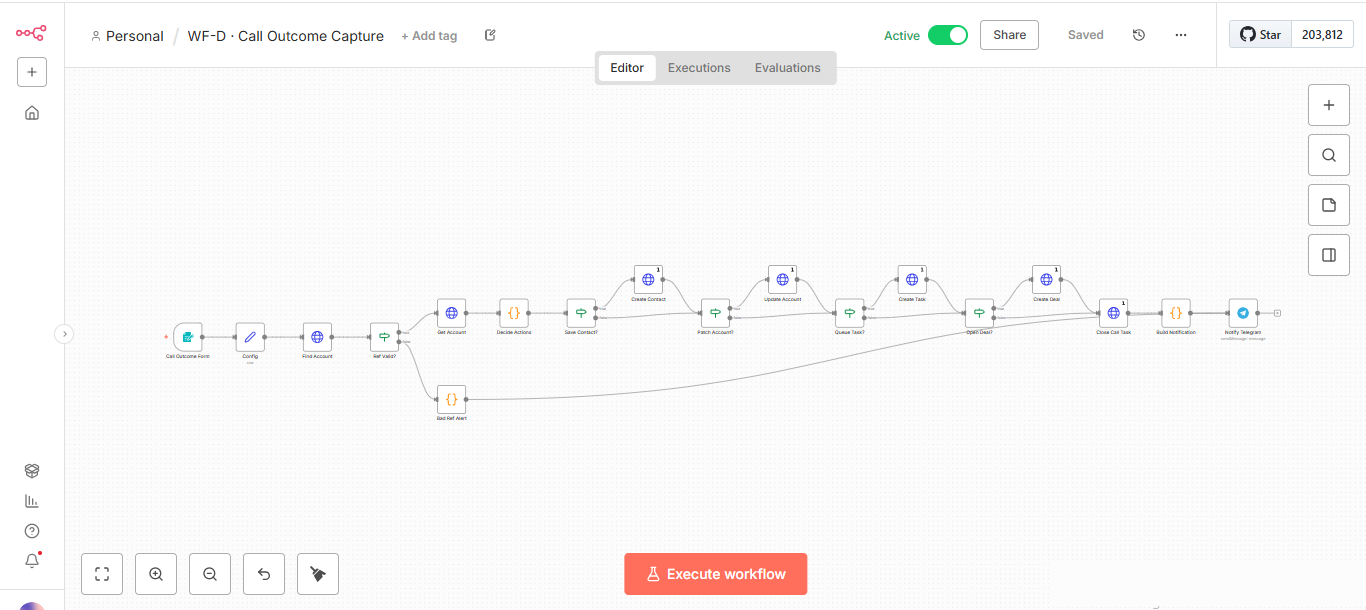 Personal / WF-D · Call Outcome Capture + Add tag
Active Share Saved Star 203,812
Editor Executions Evaluations
Create Contact
Update Account
Create Task
Create Deal
Get Account
Decide Actions
Save Contact?
Patch Account?
Queue Task?
Open Deal?
Close Call Task
Build Notification
Notify Telegram
sendMessage: message
Call Outcome Form
Config
Find Account
Ref Valid?
Bad Ref Alert
Execute workflow